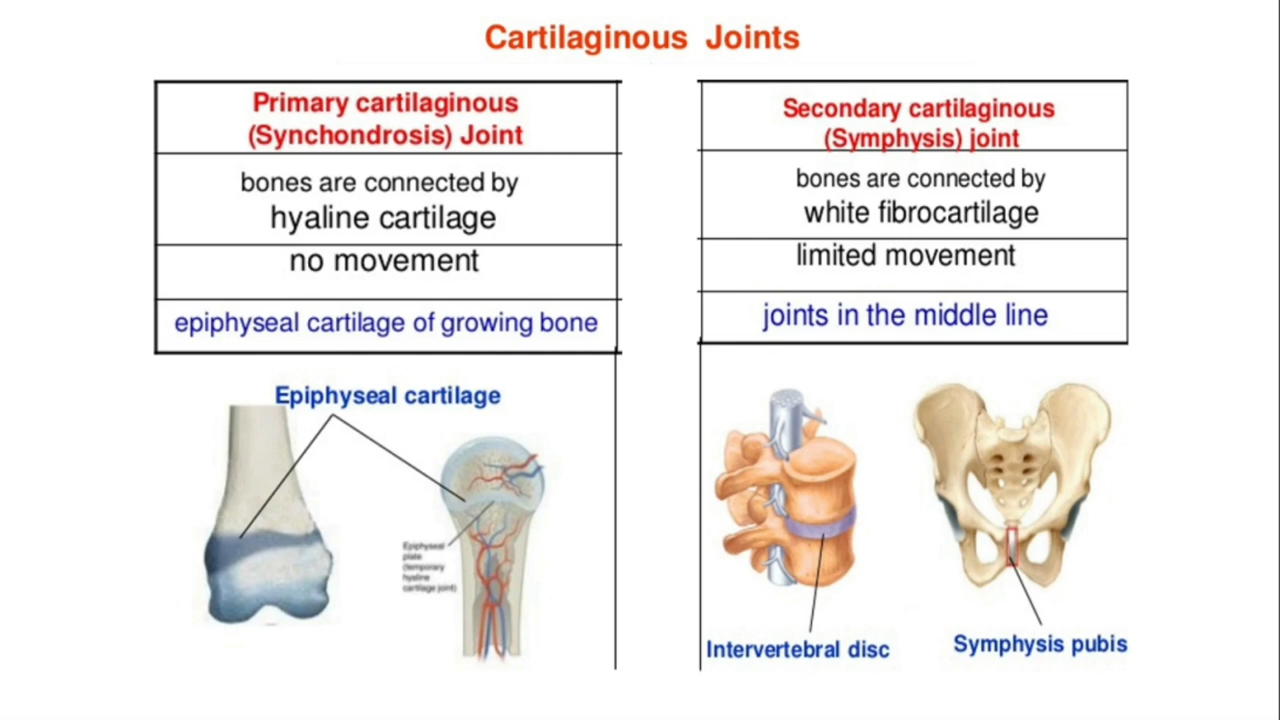 Cartilaginous Joints
Primary cartilaginous
(Synchondrosis) Joint
bones are connected by
hyaline cartilage
no movement
epiphyseal cartilage of growing bone
Epiphyseal cartilage
Epiphyseal
plate
(temporary
hyaline
cartilage joint)
Secondary cartilaginous
(Symphysis) joint
bones are connected by
white fibrocartilage
limited movement
joints in the middle line
Intervertebral disc
Symphysis pubis